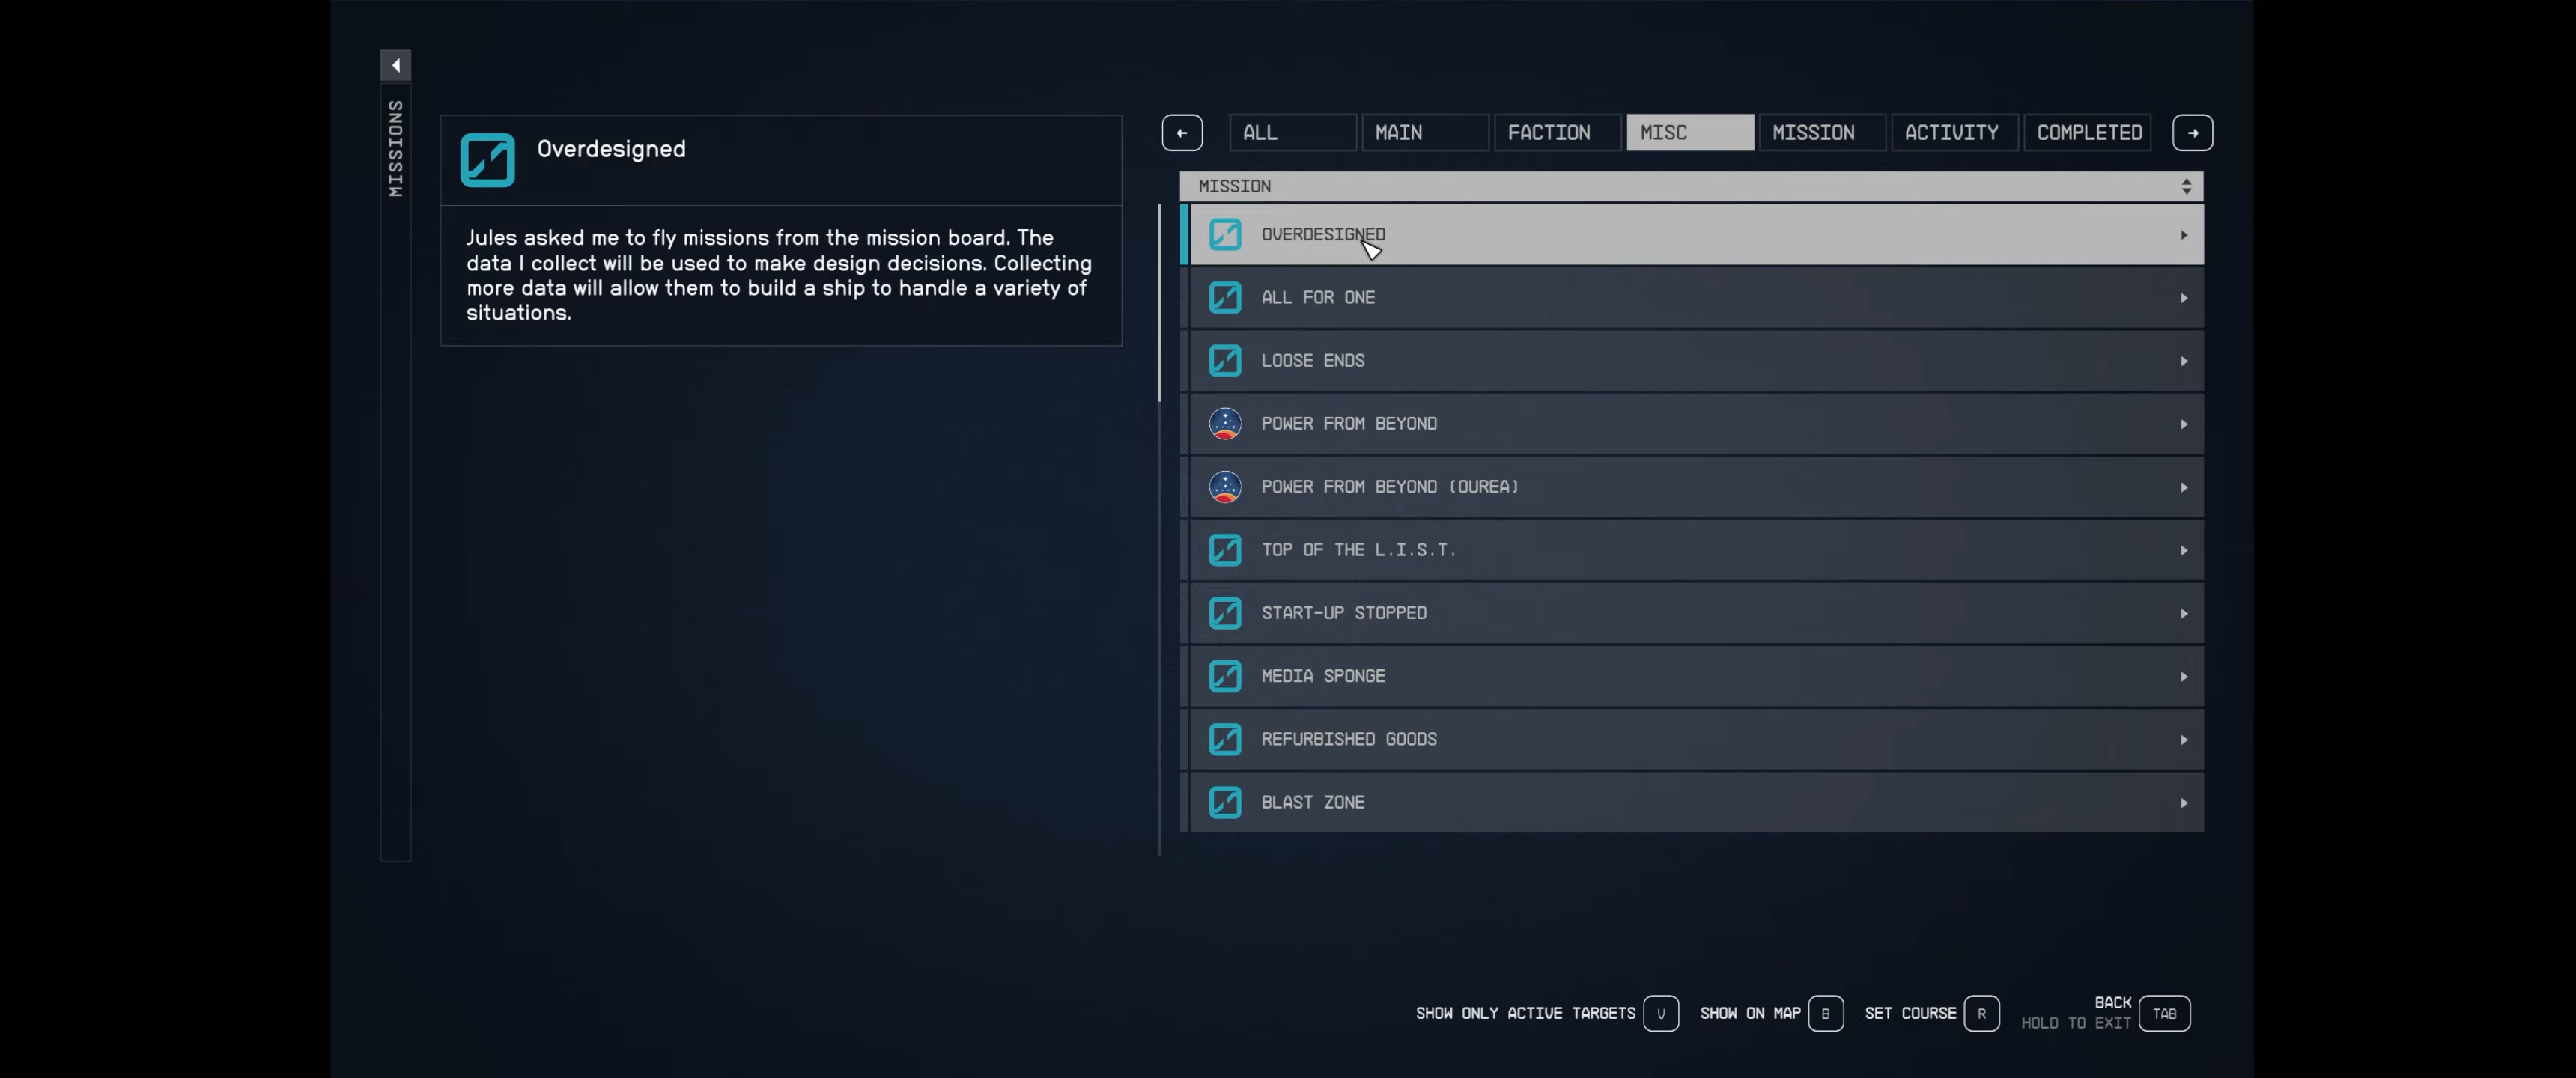 MISSIONS
Overdesigned
Jules asked me to fly missions from the mission board. The
data I collect will be used to make design decisions. Collecting
more data will allow them to build a ship to handle a variety of
situations.
ALL MAIN FACTION MISC MISSION ACTIVITY COMPLETED
MISSION
OVERDESIGNED
ALL FOR ONE
LOOSE ENDS
POWER FROM BEYOND
POWER FROM BEYOND (OUREA)
TOP OF THE L.I.S.T.
START-UP STOPPED
MEDIA SPONGE
REFURBISHED GOODS
BLAST ZONE
SHOW ONLY ACTIVE TARGETS V SHOW ON MAP B SET COURSE R BACK TAB
HOLD TO EXIT